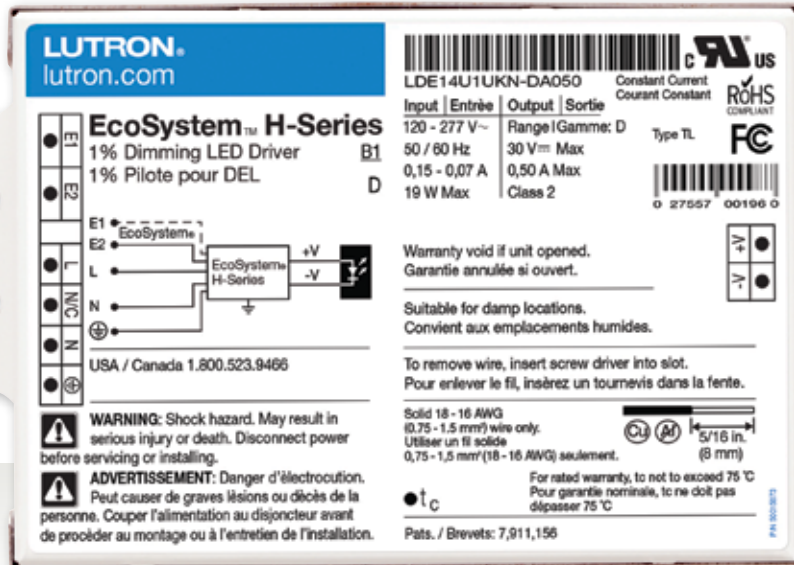 LUTRON®
lutron.com
EcoSystem™ H-Series
1% Dimming LED Driver B1
1% Pilote pour DEL D
E1
E2
L
N/C
N
E1
E2
L
N
EcoSystem®
EcoSystem®
H-Series
+V
-V
USA / Canada 1.800.523.9466
WARNING: Shock hazard. May result in
serious injury or death. Disconnect power
before servicing or installing.
ADVERTISSEMENT: Danger d'électrocution.
Peut causer de graves lèsions ou dècès de la
personne. Couper l'alimentation au disjoncteur avant
de procèder au montage ou à l'entretien de l'installation.
c RU US
LDE14U1UKN-DA050
Constant Current
Courant Constant
RoHS
COMPLIANT
Input | Entrèe | Output | Sortie
120 - 277 V~ Range|Gamme: D
50 / 60 Hz 30 V⎓ Max
0,15 - 0,07 A 0,50 A Max
19 W Max Class 2
Type TL
FC
0 27557 00196 0
+V
-V
Warranty void if unit opened.
Garantie annulée si ouvert.
Suitable for damp locations.
Convient aux emplacements humides.
To remove wire, insert screw driver into slot.
Pour enlever le fil, insèrez un tournevis dans la fente.
Solid 18 - 16 AWG
(0.75 - 1.5 mm²) wire only.
Utiliser un fil solide
0,75 - 1,5 mm² (18 - 16 AWG) seulement.
Cu Al
5/16 in.
(8 mm)
tc
For rated warranty, tc not to exceed 75 °C
Pour garantie nominale, tc ne doit pas
dépasser 75 °C
Pats. / Brevets: 7,911,156